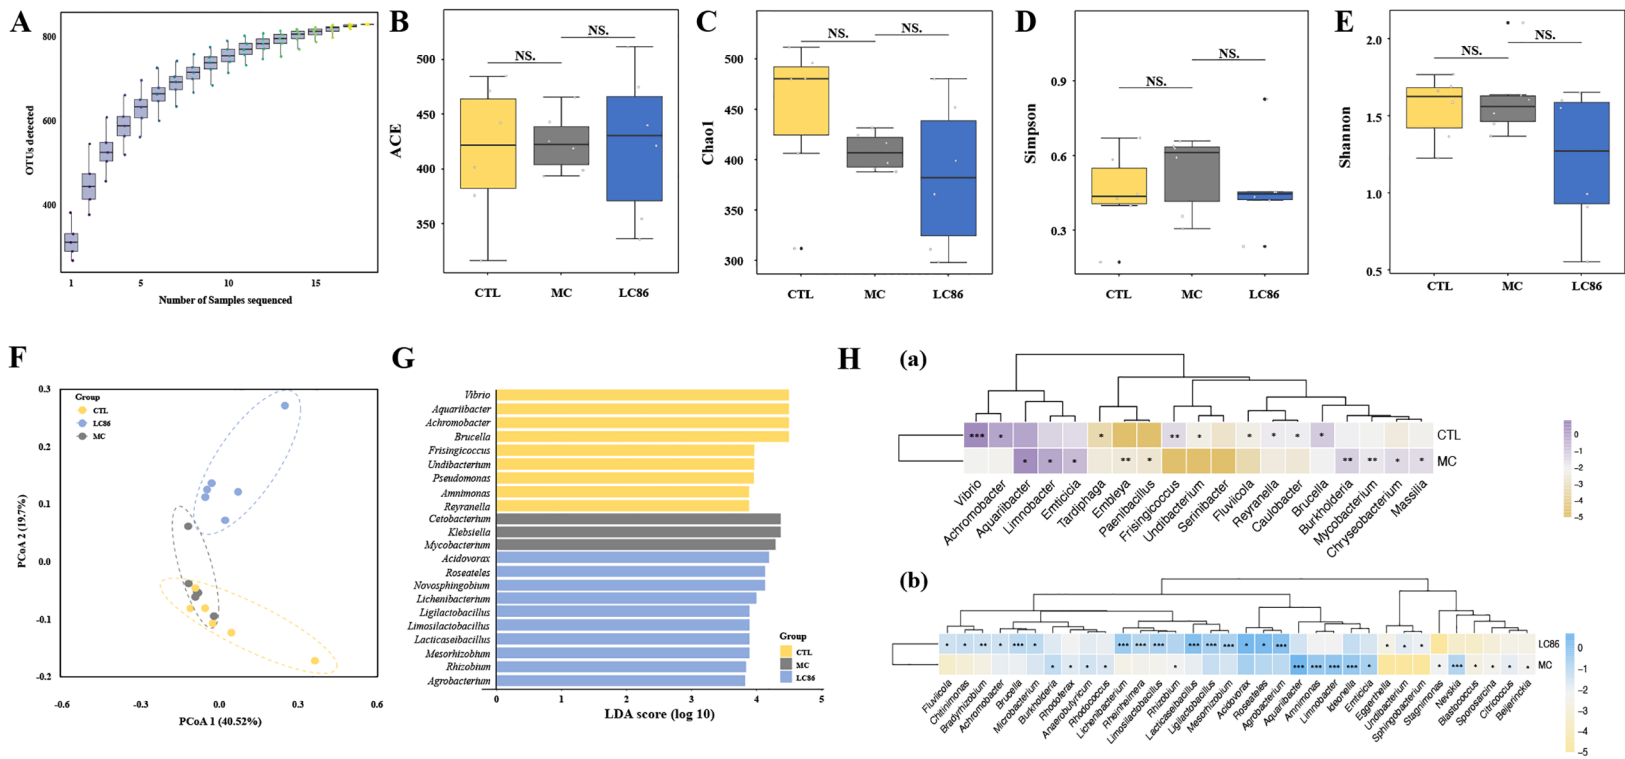 A
OTUs detected
800
600
400
1
5
10
15
Number of Samples sequenced
B
ACE
500
450
400
350
NS.
NS.
CTL
MC
LC86
C
Chao1
500
400
300
NS.
NS.
CTL
MC
LC86
D
Simpson
0.9
0.6
0.3
NS.
NS.
CTL
MC
LC86
E
Shannon
2.0
1.5
1.0
0.5
NS.
NS.
CTL
MC
LC86
F
PCoA 2 (19.7%)
0.3
0.2
0.1
0.0
-0.1
-0.2
Group
CTL
LC86
MC
-0.6
-0.3
0.0
0.3
0.6
PCoA 1 (40.52%)
G
Vibrio
Aquariibacter
Achromobacter
Brucella
Frisingicoccus
Undibacterium
Pseudomonas
Amnimonas
Reyranella
Cetobacterium
Klebsiella
Mycobacterium
Acidovorax
Roseateles
Novosphingobium
Lichenibacterium
Ligilactobacillus
Limosilactobacillus
Lacticaseibacillus
Mesorhizobium
Rhizobium
Agrobacterium
Group
CTL
MC
LC86
0
1
2
3
4
5
LDA score (log 10)
H
(a)
*** * * ** * * * * * CTL
* * * ** * ** ** * * MC
Vibrio
Achromobacter
Aquariibacter
Limnobacter
Emticicia
Tardiphaga
Embleya
Paenibacillus
Frisingicoccus
Undibacterium
Serinibacter
Fluviicola
Reyranella
Caulobacter
Brucella
Burkholderia
Mycobacterium
Chryseobacterium
Massilia
0
-1
-2
-3
-4
-5
(b)
* * ** * *** * *** *** *** *** *** *** * * *** * * * LC86
* * * * * *** *** *** *** * * *** * * * * MC
Fluviicola
Chitinimonas
Bradyrhizobium
Achromobacter
Brucella
Microbacterium
Burkholderia
Rhodoferax
Anaerobutyricum
Rhodococcus
Lichenibacterium
Rheinheimera
Limosilactobacillus
Rhizobium
Lacticaseibacillus
Ligilactobacillus
Mesorhizobium
Acidovorax
Roseateles
Agrobacterium
Aquariibacter
Amnimonas
Limnobacter
Ideonella
Emticicia
Eggerthella
Undibacterium
Sphingobacterium
Stagnimonas
Nevskia
Blastococcus
Sporosarcina
Citricoccus
Beijerinckia
0
-1
-2
-3
-4
-5